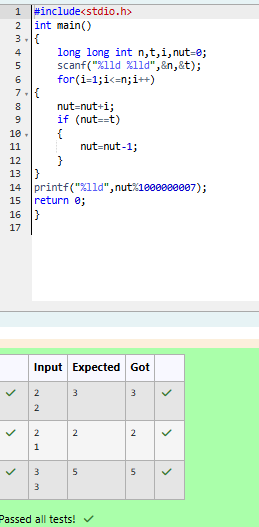 1 #include<stdio.h>
2 int main()
3 {
4 long long int n,t,i,nut=0;
5 scanf("%lld %lld",&n,&t);
6 for(i=1;i<=n;i++)
7 {
8 nut=nut+i;
9 if (nut==t)
10 {
11 nut=nut-1;
12 }
13 }
14 printf("%lld",nut%1000000007);
15 return 0;
16 }
17
Input Expected Got
✓ 2 3 3 ✓
2
✓ 2 2 2 ✓
1
✓ 3 5 5 ✓
3
Passed all tests! ✓